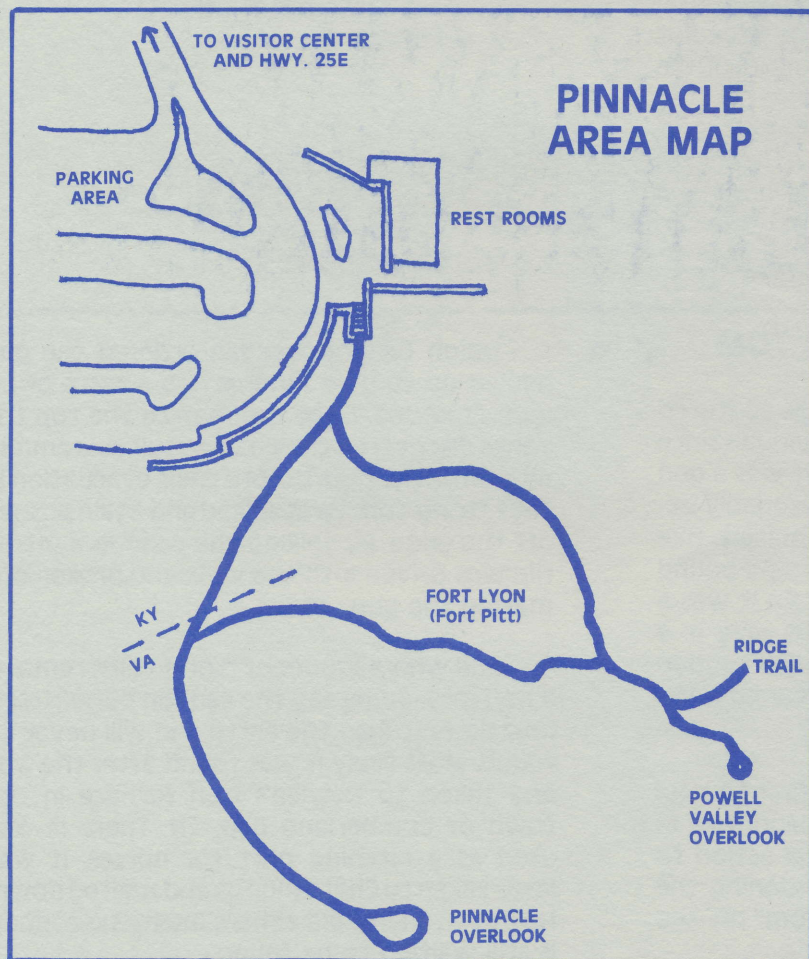 TO VISITOR CENTER
AND HWY. 25E
PINNACLE
AREA MAP
PARKING
AREA
REST ROOMS
FORT LYON
(Fort Pitt)
KY
VA
RIDGE
TRAIL
POWELL
VALLEY
OVERLOOK
PINNACLE
OVERLOOK